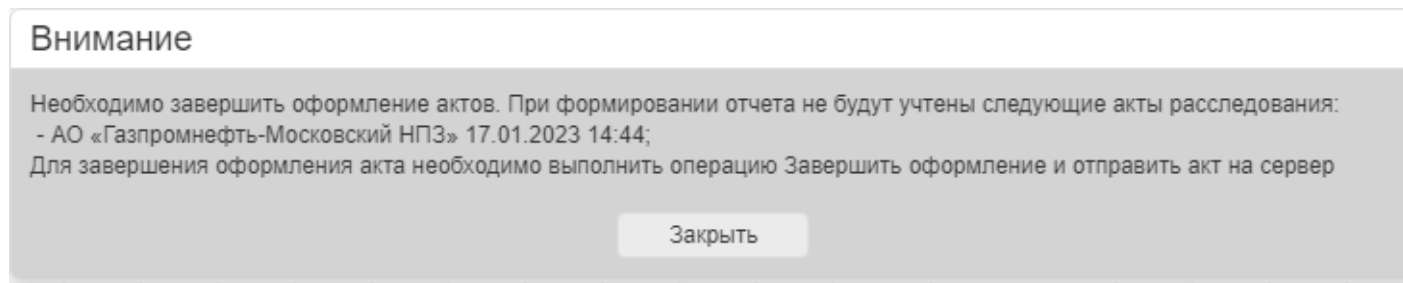 Внимание
Необходимо завершить оформление актов. При формировании отчета не будут учтены следующие акты расследования:
- АО «Газпромнефть-Московский НПЗ» 17.01.2023 14:44;
Для завершения оформления акта необходимо выполнить операцию Завершить оформление и отправить акт на сервер
Закрыть